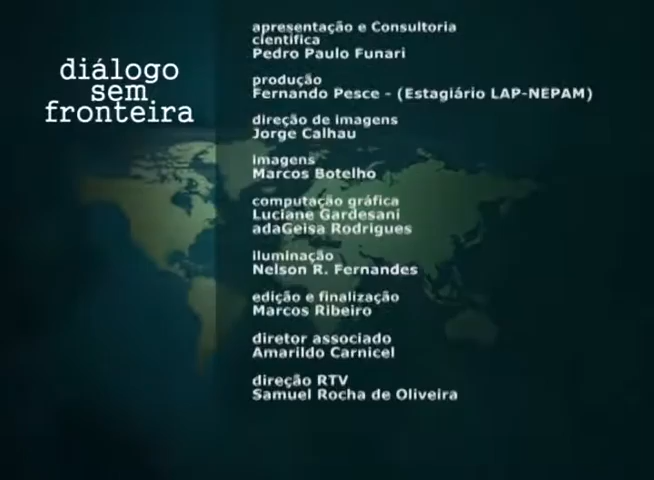 diálogo
sem
fronteira
apresentação e Consultoria
científica
Pedro Paulo Funari
produção
Fernando Pesce - (Estagiário LAP-NEPAM)
direção de imagens
Jorge Calhau
imagens
Marcos Botelho
computação gráfica
Luciane Gardesani
adaGeisa Rodrigues
iluminação
Nelson R. Fernandes
edição e finalização
Marcos Ribeiro
diretor associado
Amarildo Carnicel
direção RTV
Samuel Rocha de Oliveira